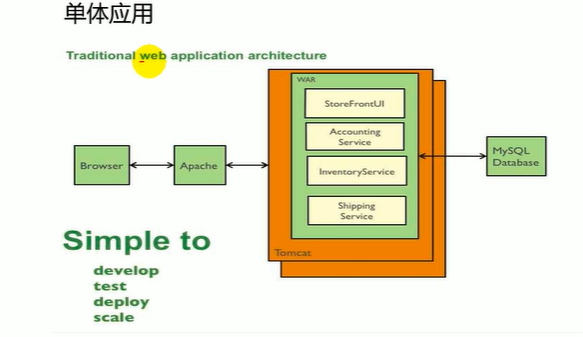 单体应用
Traditional web application architecture
WAR
StoreFrontUI
Accounting
Service
InventoryService
Shipping
Service
Tomcat
Browser
Apache
MySQL
Database
Simple to
develop
test
deploy
scale